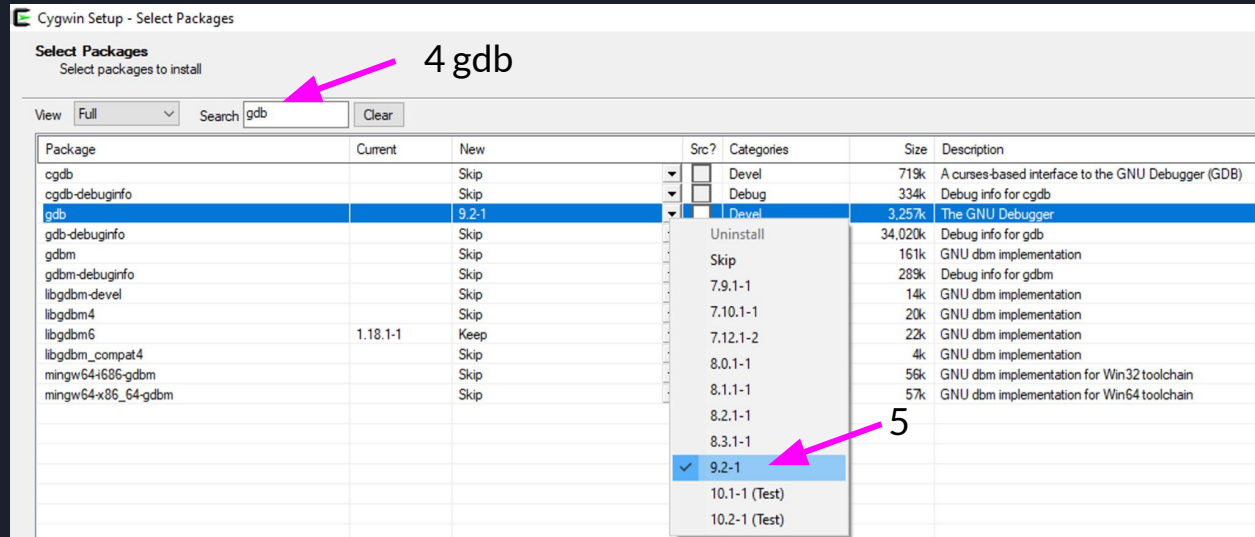 Cygwin Setup - Select Packages
Select Packages
Select packages to install
4 gdb
View Full Search gdb Clear
Package Current New Src? Categories Size Description
cgdb Skip Devel 719k A curses-based interface to the GNU Debugger (GDB)
cgdb-debuginfo Skip Debug 334k Debug info for cgdb
gdb 9.2-1 Devel 3,257k The GNU Debugger
gdb-debuginfo Skip Uninstall 34,020k Debug info for gdb
gdbm Skip Skip 161k GNU dbm implementation
gdbm-debuginfo Skip 7.9.1-1 289k Debug info for gdbm
libgdbm-devel Skip 14k GNU dbm implementation
libgdbm4 Skip 7.10.1-1 20k GNU dbm implementation
libgdbm6 1.18.1-1 Keep 7.12.1-2 22k GNU dbm implementation
libgdbm_compat4 Skip 8.0.1-1 4k GNU dbm implementation
mingw64-i686-gdbm Skip 8.1.1-1 56k GNU dbm implementation for Win32 toolchain
mingw64-x86_64-gdbm Skip 57k GNU dbm implementation for Win64 toolchain
8.2.1-1
5
8.3.1-1
9.2-1
10.1-1 (Test)
10.2-1 (Test)